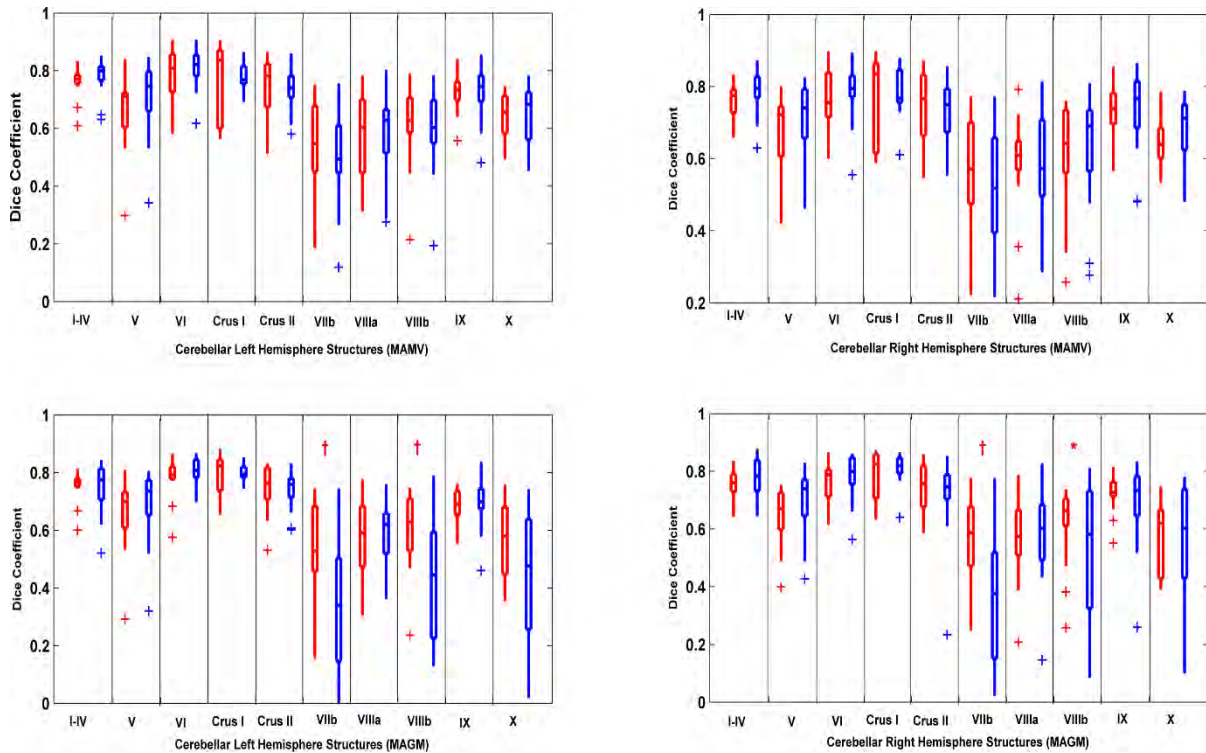 Dice Coefficient
1
0.8
0.6
0.4
0.2
0
I-IV V VI Crus I Crus II VIIb VIIIa VIIIb IX X
Cerebellar Left Hemisphere Structures (MAMV)
Dice Coefficient
1
0.8
0.6
0.4
0.2
I-IV V VI Crus I Crus II VIIb VIIIa VIIIb IX X
Cerebellar Right Hemisphere Structures (MAMV)
Dice Coefficient
1
0.8
0.6
0.4
0.2
0
† †
I-IV V VI Crus I Crus II VIIb VIIIa VIIIb IX X
Cerebellar Left Hemisphere Structures (MAGM)
Dice Coefficient
1
0.8
0.6
0.4
0.2
0
† *
I-IV V VI Crus I Crus II VIIb VIIIa VIIIb IX X
Cerebellar Right Hemisphere Structures (MAGM)